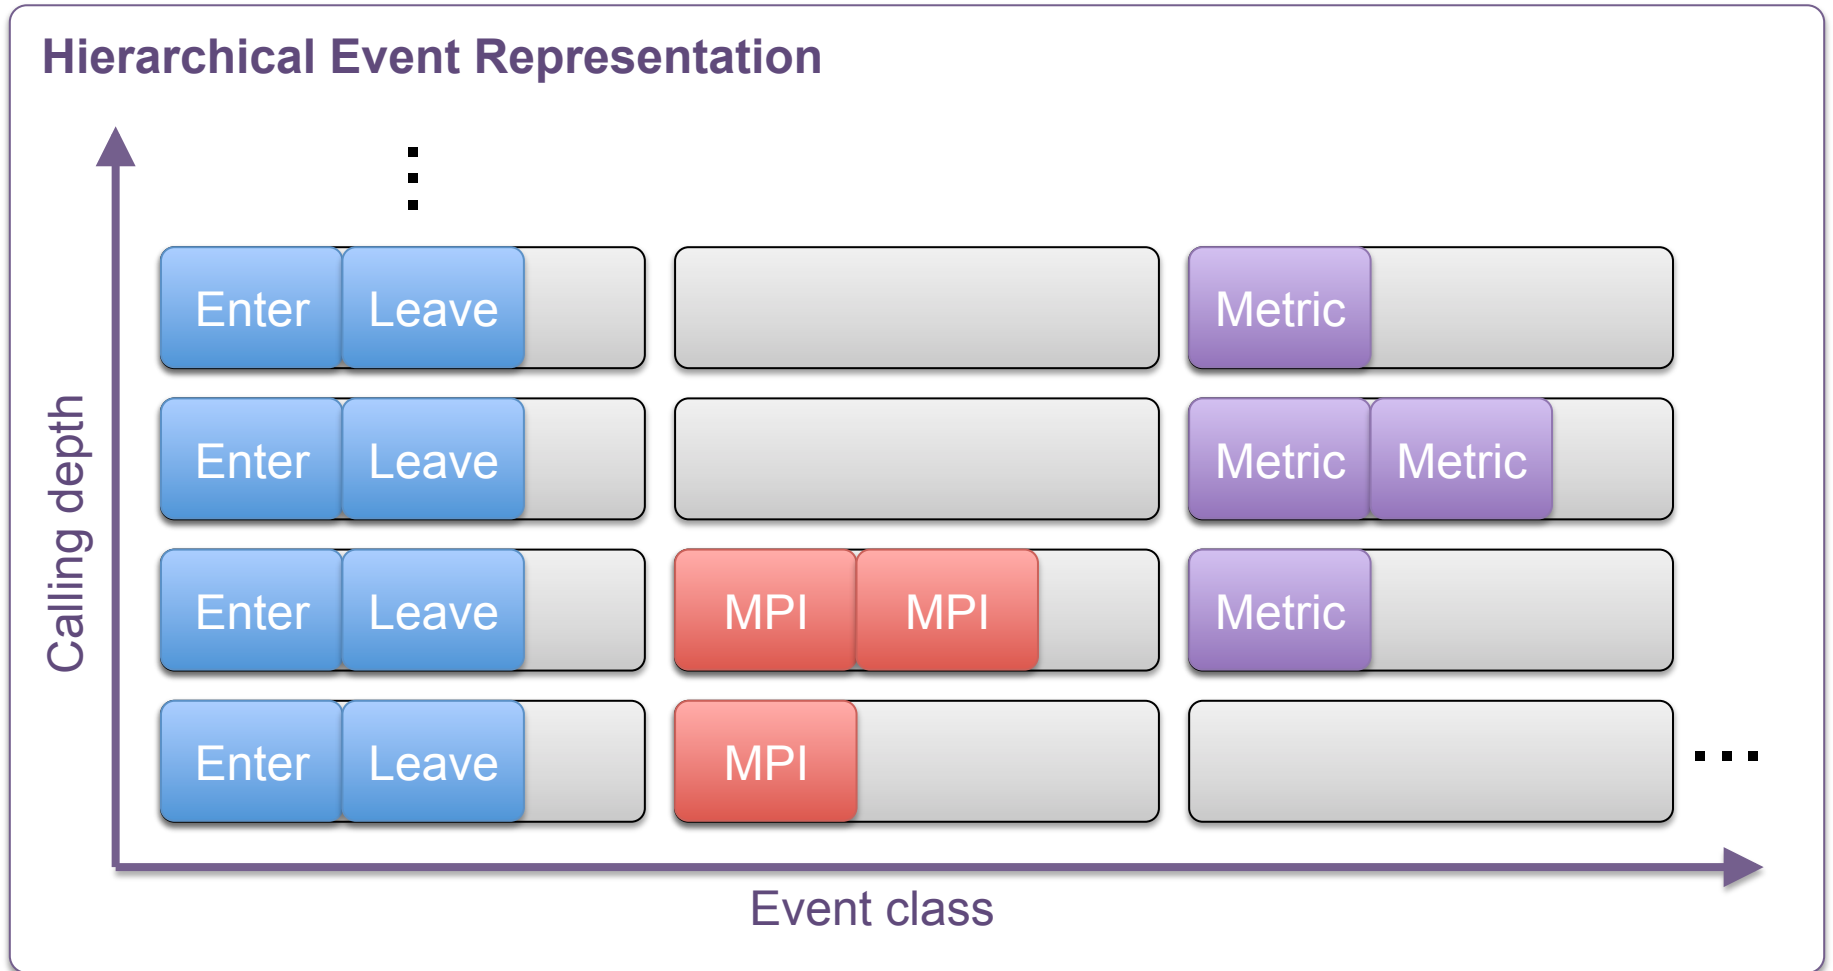 Hierarchical Event Representation
Calling depth
Enter Leave Metric
Enter Leave Metric Metric
Enter Leave MPI MPI Metric
Enter Leave MPI
Event class